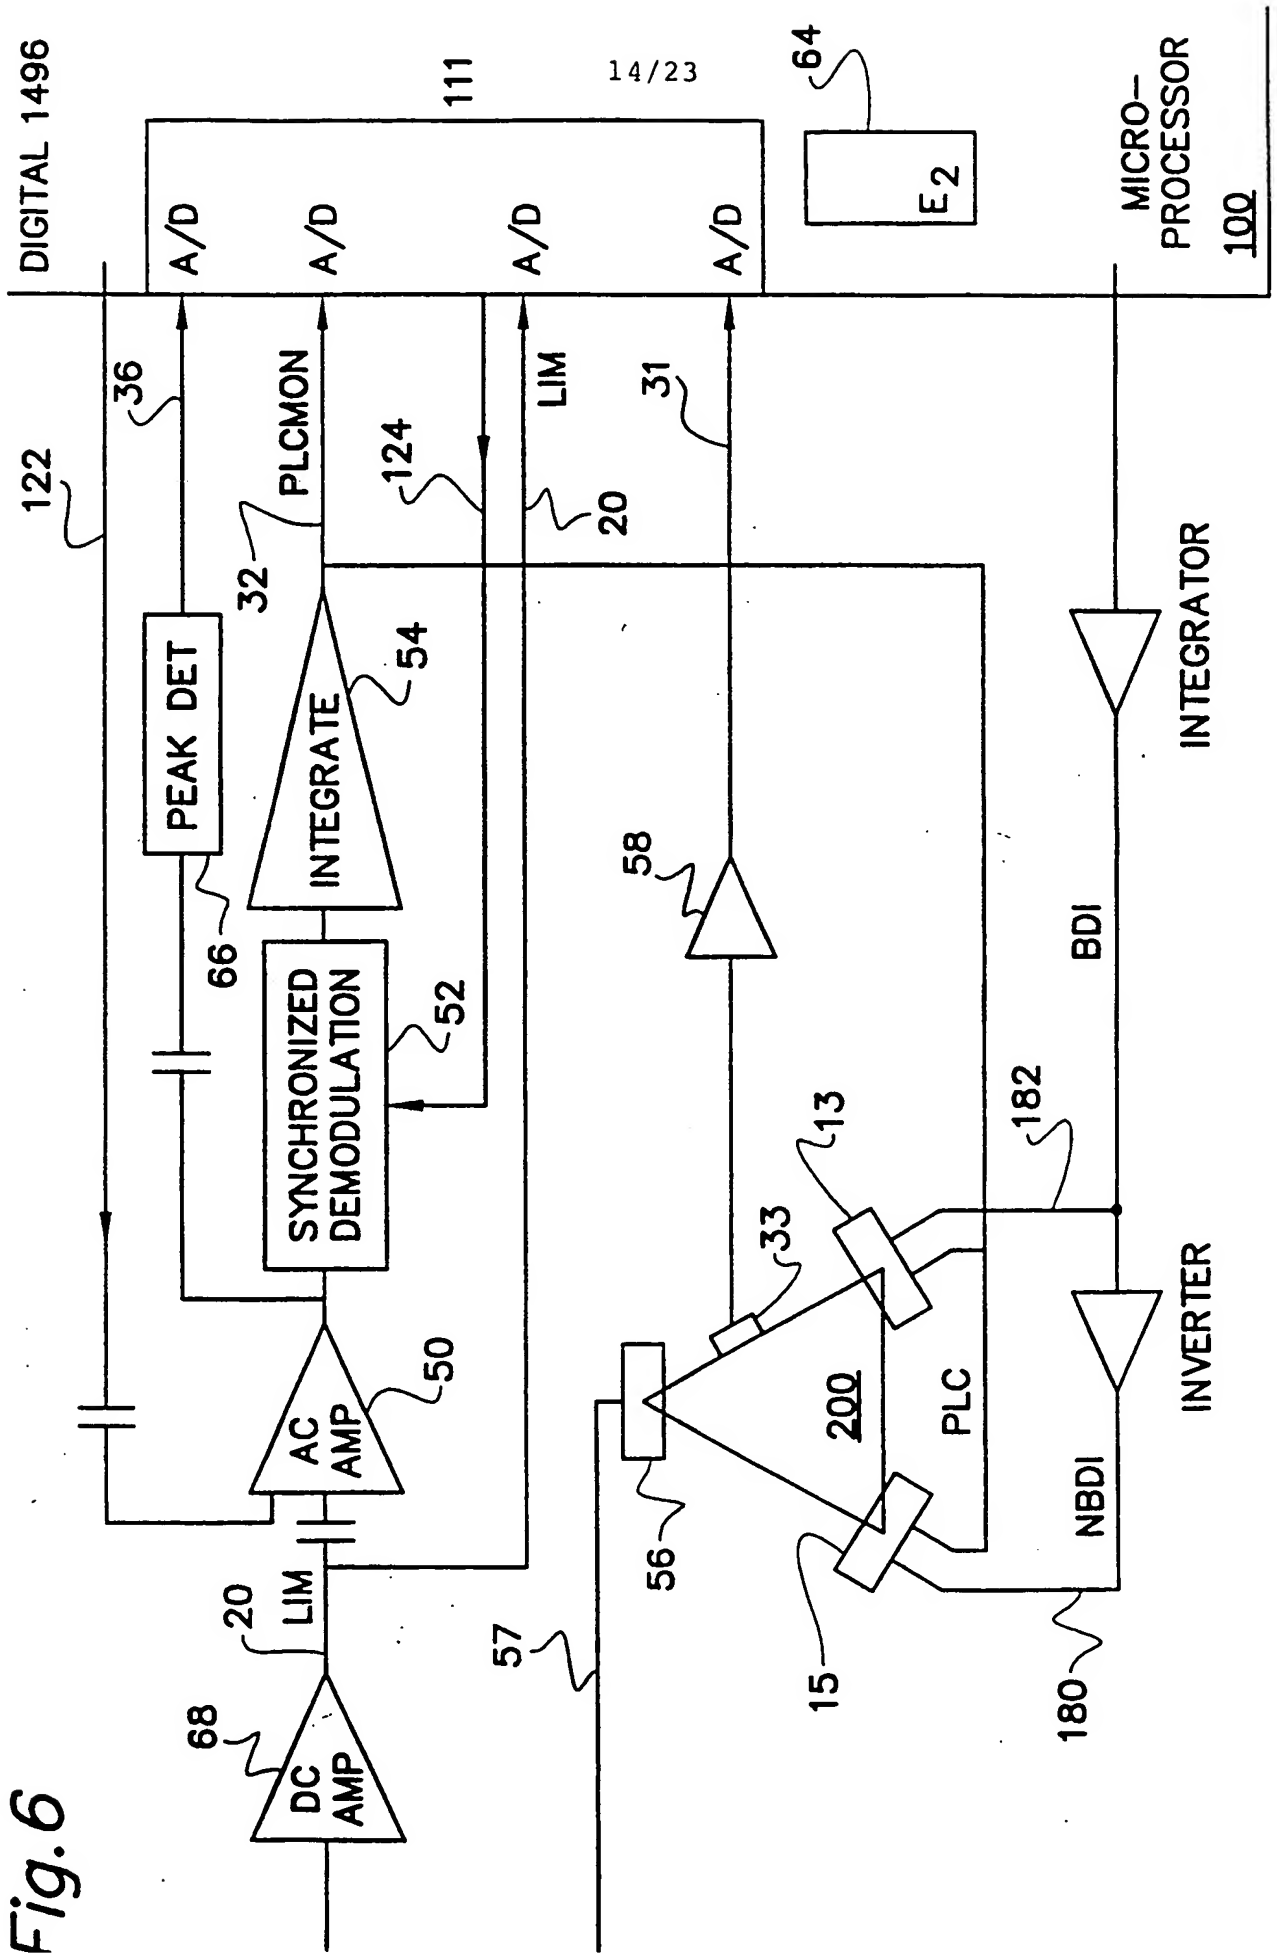 Fig. 6
14/23
DIGITAL 1496
122
36
A/D
PEAK DET
66
PLCMON
32
A/D
INTEGRATE
54
SYNCHRONIZED
DEMODULATION
52
AC
AMP
50
68
DC
AMP
20
LIM
124
111
A/D
LIM
20
31
A/D
58
57
56
33
13
15
200
PLC
182
180
NBDI
BDI
INVERTER
INTEGRATOR
64
E2
MICRO-
PROCESSOR
100